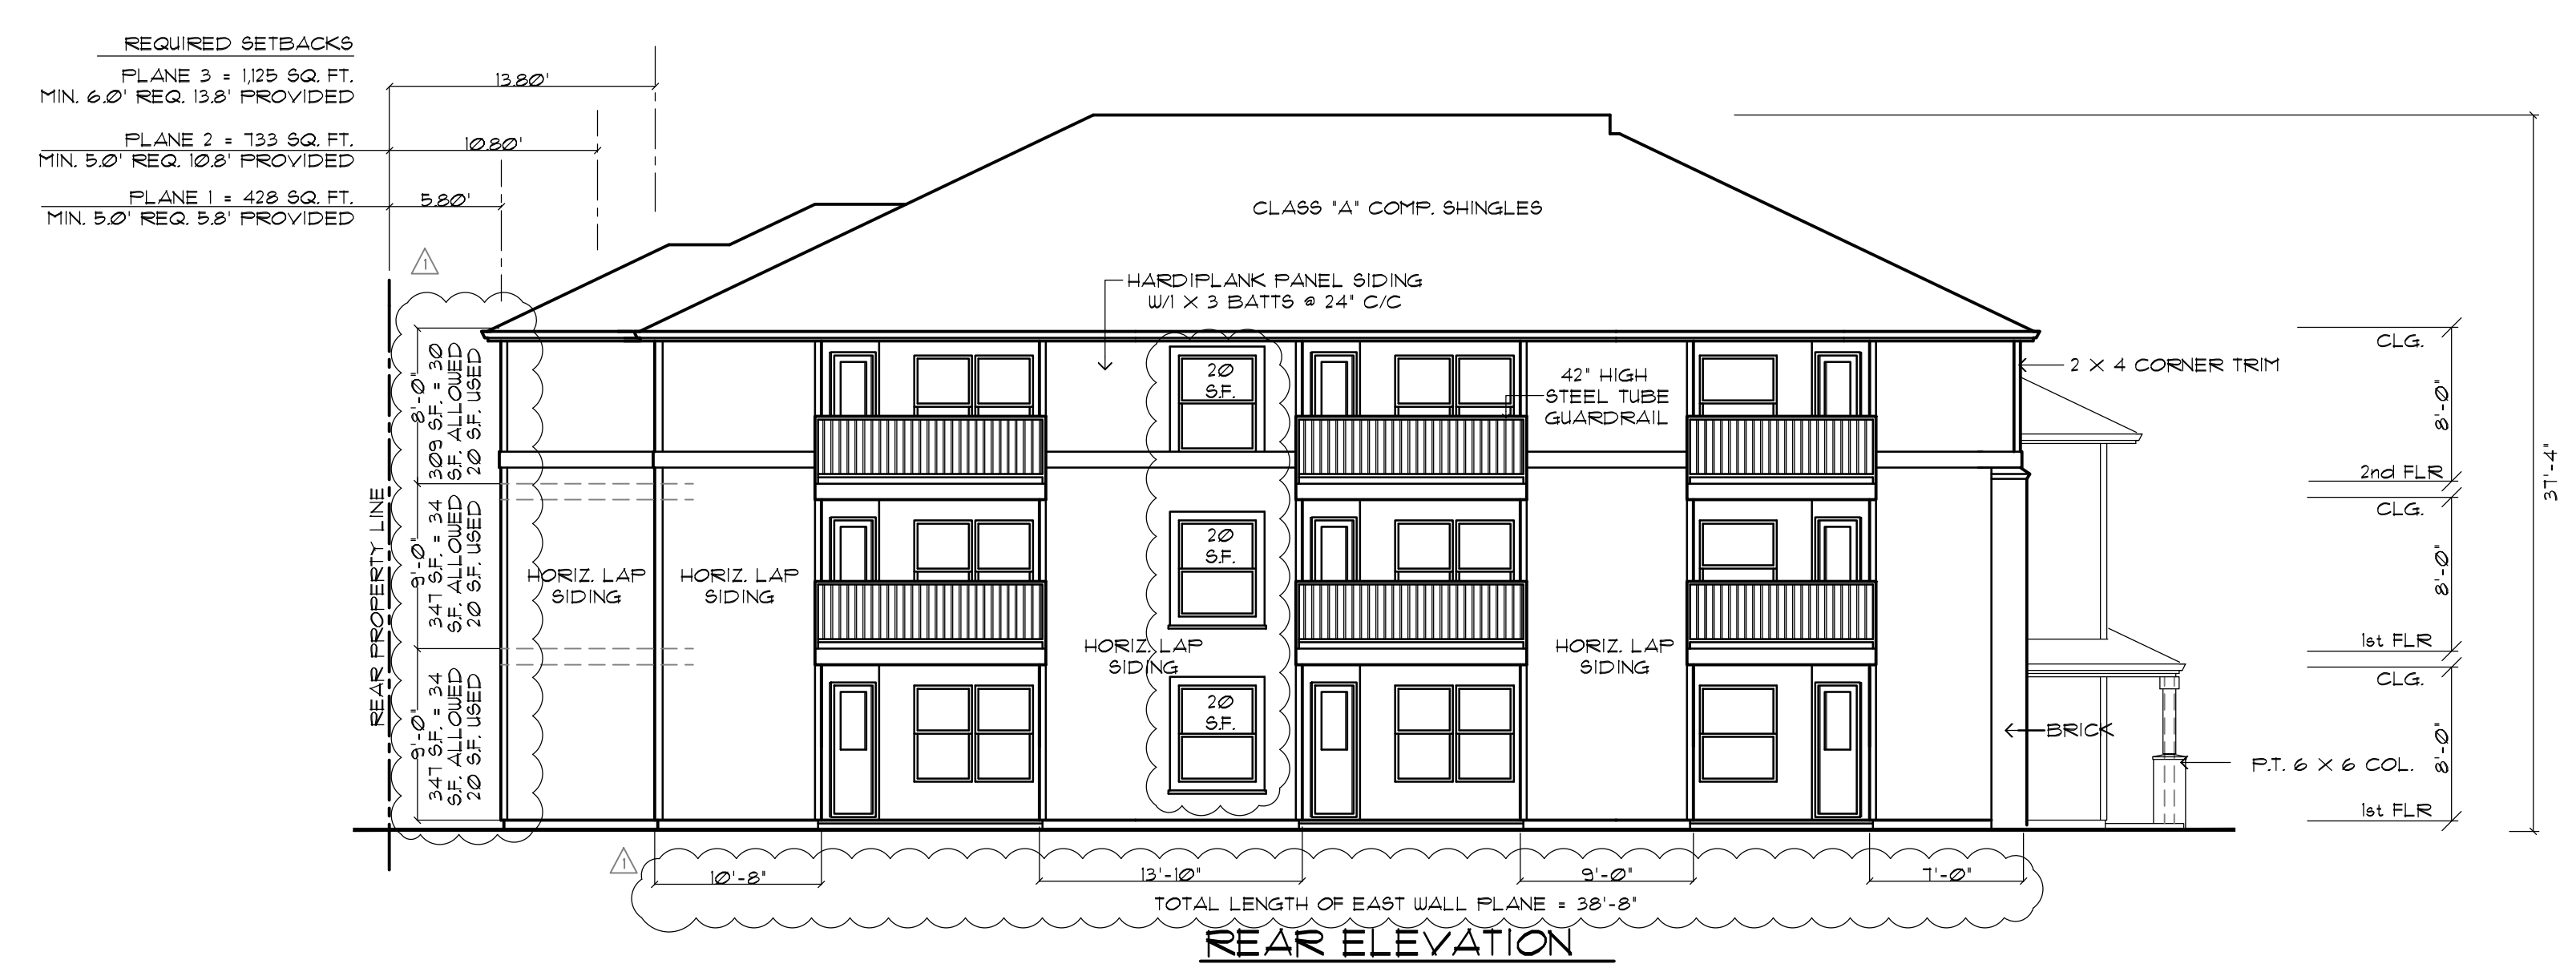 REQUIRED SETBACKS
PLANE 3 = 1,125 SQ. FT.
MIN. 6.0' REQ. 13.8' PROVIDED
13.80'
PLANE 2 = 733 SQ. FT.
MIN. 5.0' REQ. 10.8' PROVIDED
10.80'
PLANE 1 = 428 SQ. FT.
MIN. 5.0' REQ. 5.8' PROVIDED
5.80'
1
CLASS "A" COMP. SHINGLES
HARDIPLANK PANEL SIDING
W/1 X 3 BATTS @ 24" C/C
8'-0"
309 S.F. = 30
S.F. ALLOWED
20 S.F. USED
9'-0"
347 S.F. = 34
S.F. ALLOWED
20 S.F. USED
9'-0"
347 S.F. = 34
S.F. ALLOWED
20 S.F. USED
REAR PROPERTY LINE
20
S.F.
42" HIGH
STEEL TUBE
GUARDRAIL
2 X 4 CORNER TRIM
20
S.F.
HORIZ. LAP
SIDING
HORIZ. LAP
SIDING
HORIZ. LAP
SIDING
HORIZ. LAP
SIDING
20
S.F.
BRICK
P.T. 6 X 6 COL.
CLG.
8'-0"
2nd FLR
CLG.
8'-0"
1st FLR
CLG.
8'-0"
1st FLR
37'-4"
1
10'-8"
13'-10"
9'-0"
7'-0"
TOTAL LENGTH OF EAST WALL PLANE = 38'-8"
REAR ELEVATION